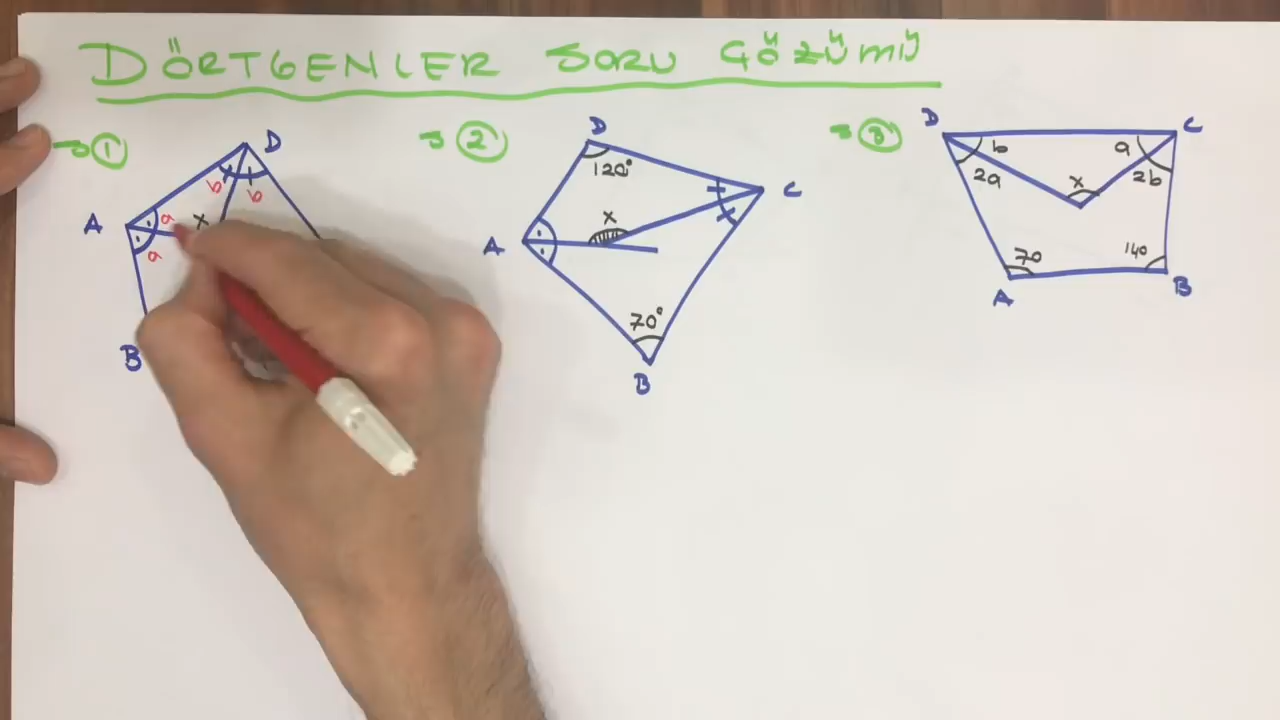 DÖRTGENLER SORU ÇÖZÜMÜ
→ 1
D
A
B
a
a
b
b
x
→ 2
D
C
A
B
120°
x
70°
→ 3
D
C
A
B
b
2a
a
2b
x
70
140